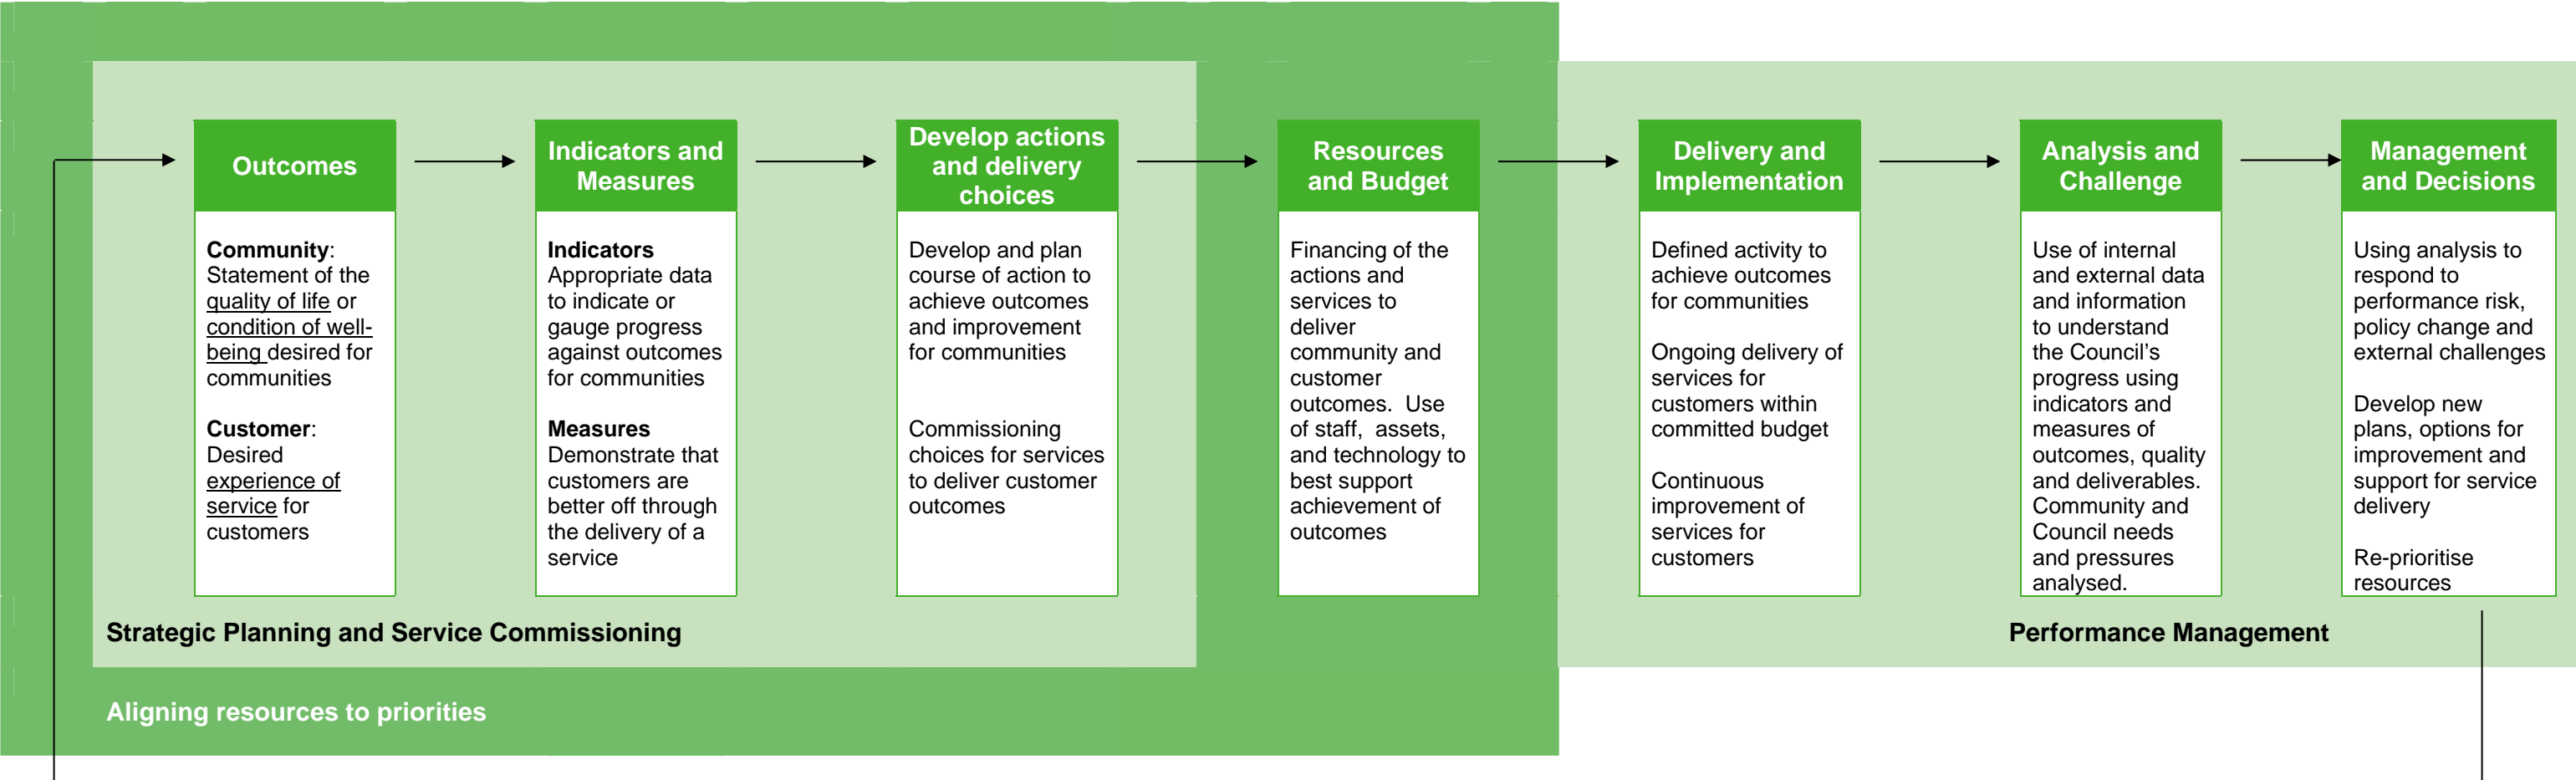 Outcomes
Community:
Statement of the
quality of life or
condition of well-
being desired for
communities
Customer:
Desired
experience of
service for
customers
Indicators and
Measures
Indicators
Appropriate data
to indicate or
gauge progress
against outcomes
for communities
Measures
Demonstrate that
customers are
better off through
the delivery of a
service
Develop actions
and delivery
choices
Develop and plan
course of action to
achieve outcomes
and improvement
for communities
Commissioning
choices for services
to deliver customer
outcomes
Resources
and Budget
Financing of the
actions and
services to
deliver
community and
customer
outcomes.  Use
of staff,  assets,
and technology to
best support
achievement of
outcomes
Delivery and
Implementation
Defined activity to
achieve outcomes
for communities
Ongoing delivery of
services for
customers within
committed budget
Continuous
improvement of
services for
customers
Analysis and
Challenge
Use of internal
and external data
and information
to understand
the Council’s
progress using
indicators and
measures of
outcomes, quality
and deliverables.
Community and
Council needs
and pressures
analysed.
Management
and Decisions
Using analysis to
respond to
performance risk,
policy change and
external challenges
Develop new
plans, options for
improvement and
support for service
delivery
Re-prioritise
resources
Strategic Planning and Service Commissioning
Performance Management
Aligning resources to priorities